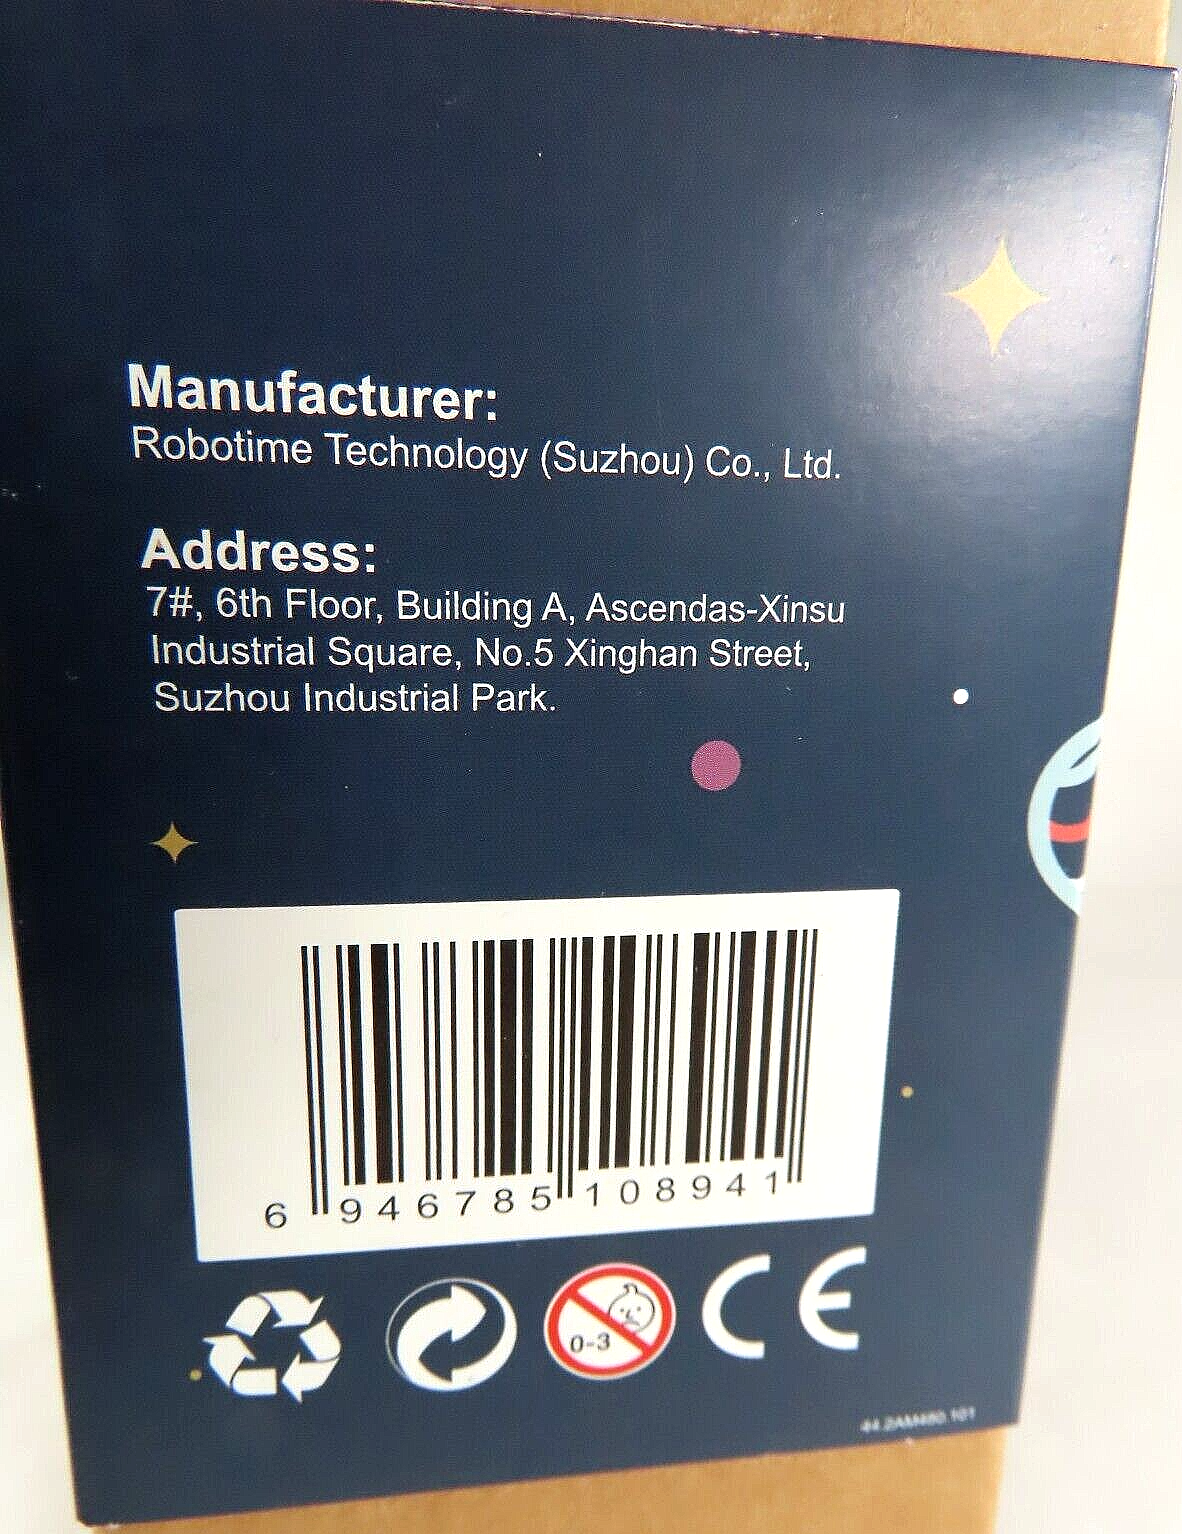 Manufacturer:
Robotime Technology (Suzhou) Co., Ltd.
Address:
7#, 6th Floor, Building A, Ascendas-Xinsu
Industrial Square, No.5 Xinghan Street,
Suzhou Industrial Park.
6 946785 108941
0-3
CE